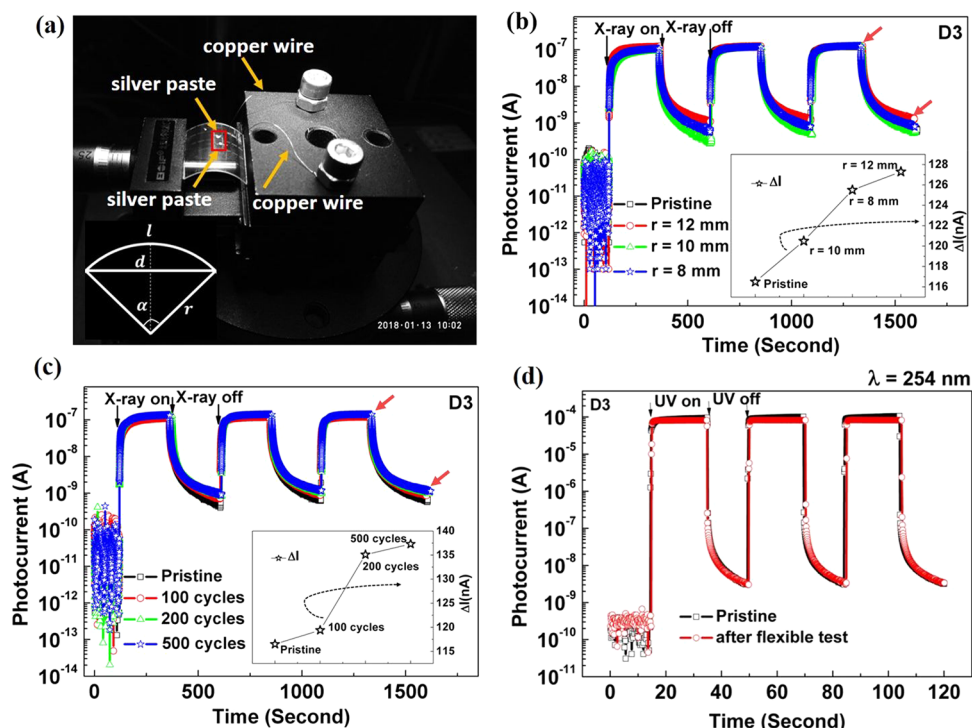 (a)
copper wire
silver paste
silver paste
copper wire
l
d
α
r
2018-01-13 10:02
(b)
X-ray on
X-ray off
D3
Photocurrent (A)
10⁻⁷
10⁻⁸
10⁻⁹
10⁻¹⁰
10⁻¹¹
10⁻¹²
10⁻¹³
10⁻¹⁴
Pristine
r = 12 mm
r = 10 mm
r = 8 mm
ΔI
r = 12 mm
r = 8 mm
r = 10 mm
Pristine
128
126
124
122
120
118
116
ΔI(nA)
0 500 1000 1500
Time (Second)
(c)
X-ray on
X-ray off
D3
Photocurrent (A)
10⁻⁶
10⁻⁷
10⁻⁸
10⁻⁹
10⁻¹⁰
10⁻¹¹
10⁻¹²
10⁻¹³
10⁻¹⁴
Pristine
100 cycles
200 cycles
500 cycles
ΔI
500 cycles
200 cycles
100 cycles
Pristine
140
135
130
125
120
115
ΔI(nA)
0 500 1000 1500
Time (Second)
(d)
λ = 254 nm
D3
UV on
UV off
Photocurrent (A)
10⁻⁴
10⁻⁵
10⁻⁶
10⁻⁷
10⁻⁸
10⁻⁹
10⁻¹⁰
10⁻¹¹
Pristine
after flexible test
0 20 40 60 80 100 120
Time (Second)